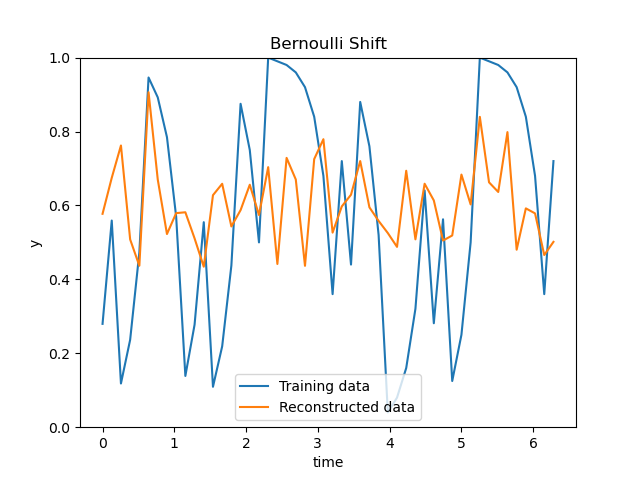 Bernoulli Shift
1.0
0.8
0.6
0.4
0.2
0.0
y
Training data
Reconstructed data
0 1 2 3 4 5 6
time